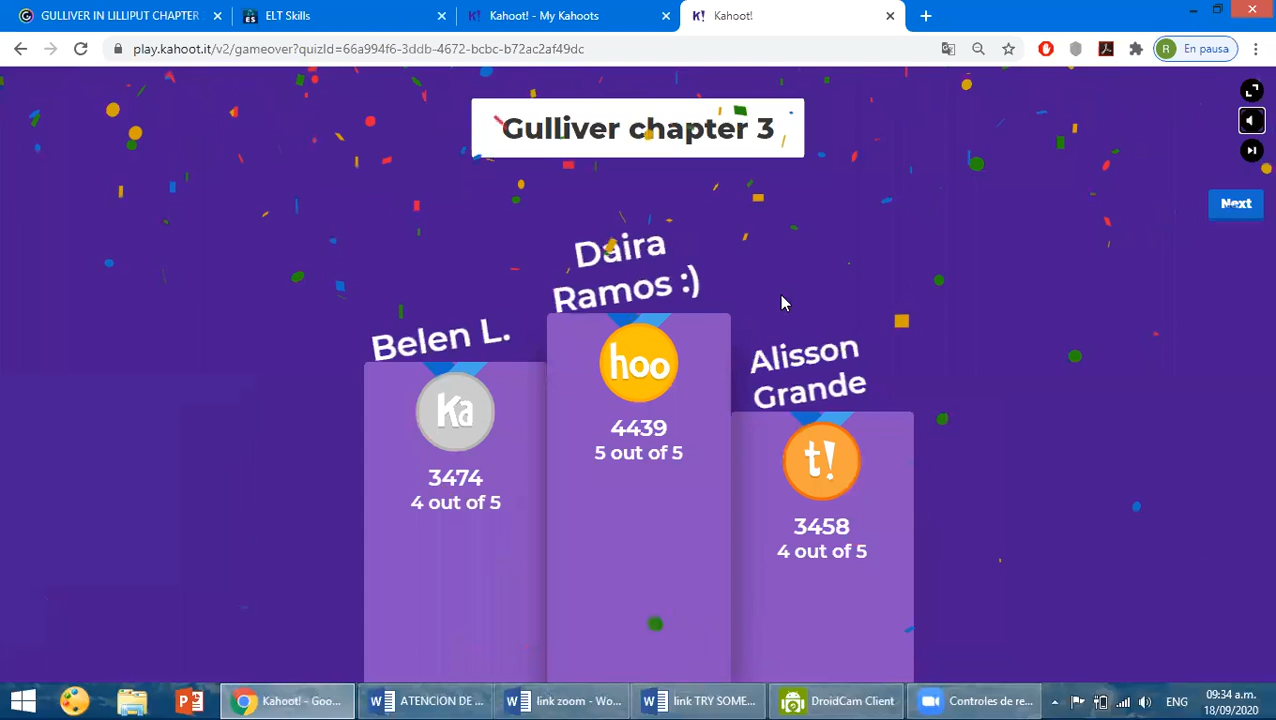 GULLIVER IN LILLIPUT CHAPTER
ELT Skills
Kahoot! - My Kahoots
Kahoot!
play.kahoot.it/v2/gameover?quizId=66a994f6-3ddb-4672-bcbc-b72ac2af49dc
R
En pausa
Gulliver chapter 3
Next
Daira
Ramos :)
Belen L.
Alisson
Grande
hoo
Ka
t!
4439
5 out of 5
3474
4 out of 5
3458
4 out of 5
Kahoot! - Goo...
ATENCION DE ...
link zoom - Wo...
link TRY SOME...
DroidCam Client
Controles de re...
ENG
09:34 a.m.
18/09/2020